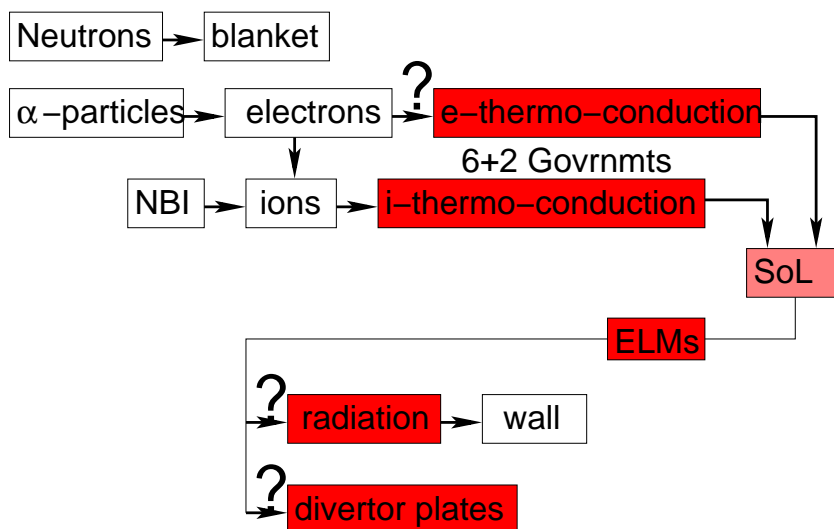 Neutrons blanket
?
α−particles electrons e−thermo−conduction
6+2 Govrnmts
NBI ions i−thermo−conduction
SoL
ELMs
?
radiation wall
?
divertor plates